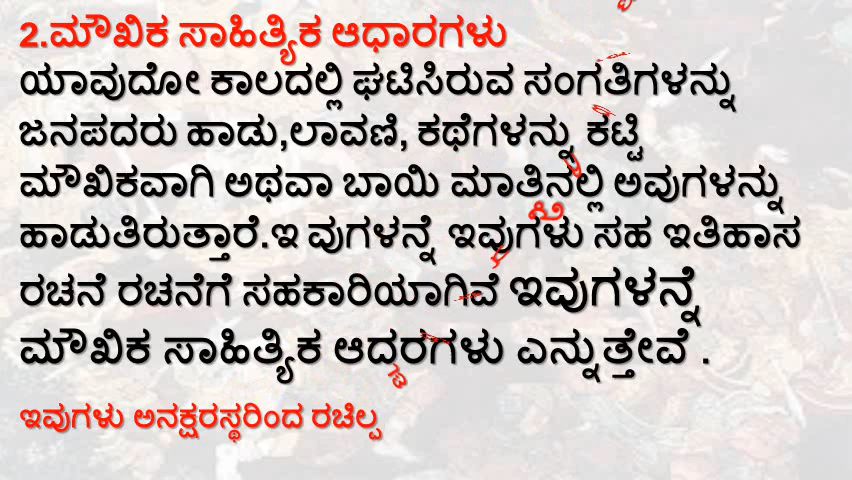 2.ಮೌಖಿಕ ಸಾಹಿತ್ಯಿಕ ಆಧಾರಗಳು
ಯಾವುದೋ ಕಾಲದಲ್ಲಿ ಘಟಿಸಿರುವ ಸಂಗತಿಗಳನ್ನು
ಜನಪದರು ಹಾಡು,ಲಾವಣಿ, ಕಥೆಗಳನ್ನು ಕಟ್ಟಿ
ಮೌಖಿಕವಾಗಿ ಅಥವಾ ಬಾಯಿ ಮಾತಿನಲ್ಲಿ ಅವುಗಳನ್ನು
ಹಾಡುತಿರುತ್ತಾರೆ.ಇ ವುಗಳನ್ನೆ ಇವುಗಳು ಸಹ ಇತಿಹಾಸ
ರಚನೆ ರಚನೆಗೆ ಸಹಕಾರಿಯಾಗಿವೆ ಇವುಗಳನ್ನೆ
ಮೌಖಿಕ ಸಾಹಿತ್ಯಿಕ ಆದ್ಧರಗಳು ಎನ್ನುತ್ತೇವೆ .
ಇವುಗಳು ಅನಕ್ಷರಸ್ಥರಿಂದ ರಚಿಲ್ಪ